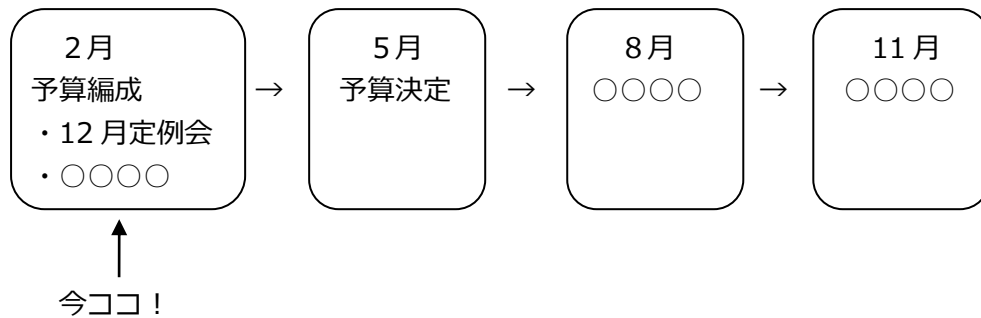 2月
予算編成
・12月定例会
・○○○○
→
5月
予算決定
→
8月
○○○○
→
11月
○○○○
今ココ！